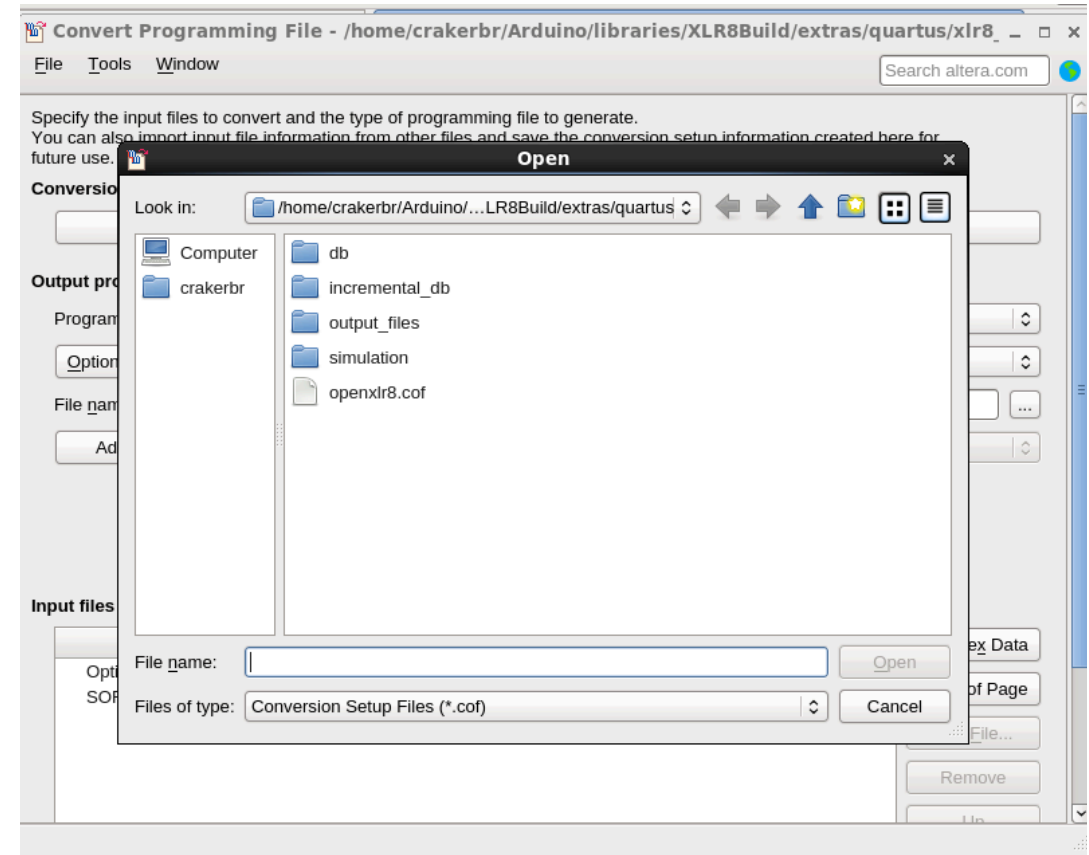 Convert Programming File - /home/crakerbr/Arduino/libraries/XLR8Build/extras/quartus/xlr8_
File Tools Window
Search altera.com
Specify the input files to convert and the type of programming file to generate.
You can also import input file information from other files and save the conversion setup information created here for
future use.
Open
Conversio
Look in: /home/crakerbr/Arduino/...LR8Build/extras/quartus
Computer
crakerbr
db
incremental_db
output_files
simulation
openxlr8.cof
Output pro
Program
Option
File nam
...
Ad
Input files
File name:
Open
Files of type: Conversion Setup Files (*.cof)
Cancel
Opti
SOF
ex Data
of Page
File...
Remove
Up